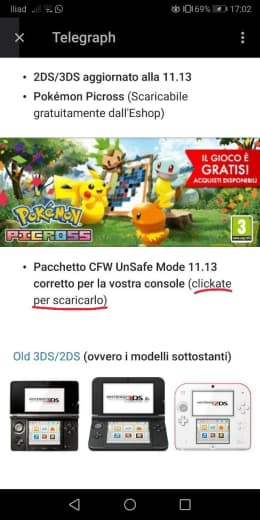 Iliad
69% 17:02
Telegraph
• 2DS/3DS aggiornato alla 11.13
• Pokémon Picross (Scaricabile
gratuitamente dall'Eshop)
IL GIOCO È
GRATIS!
ACQUISTI DISPONIBILI
POKéMON
PICROSS
3
• Pacchetto CFW UnSafe Mode 11.13
corretto per la vostra console (clickate
per scaricarlo)
Old 3DS/2DS (ovvero i modelli sottostanti)
NINTENDO 3DS
NINTENDO 3DS XL
NINTENDO 2DS